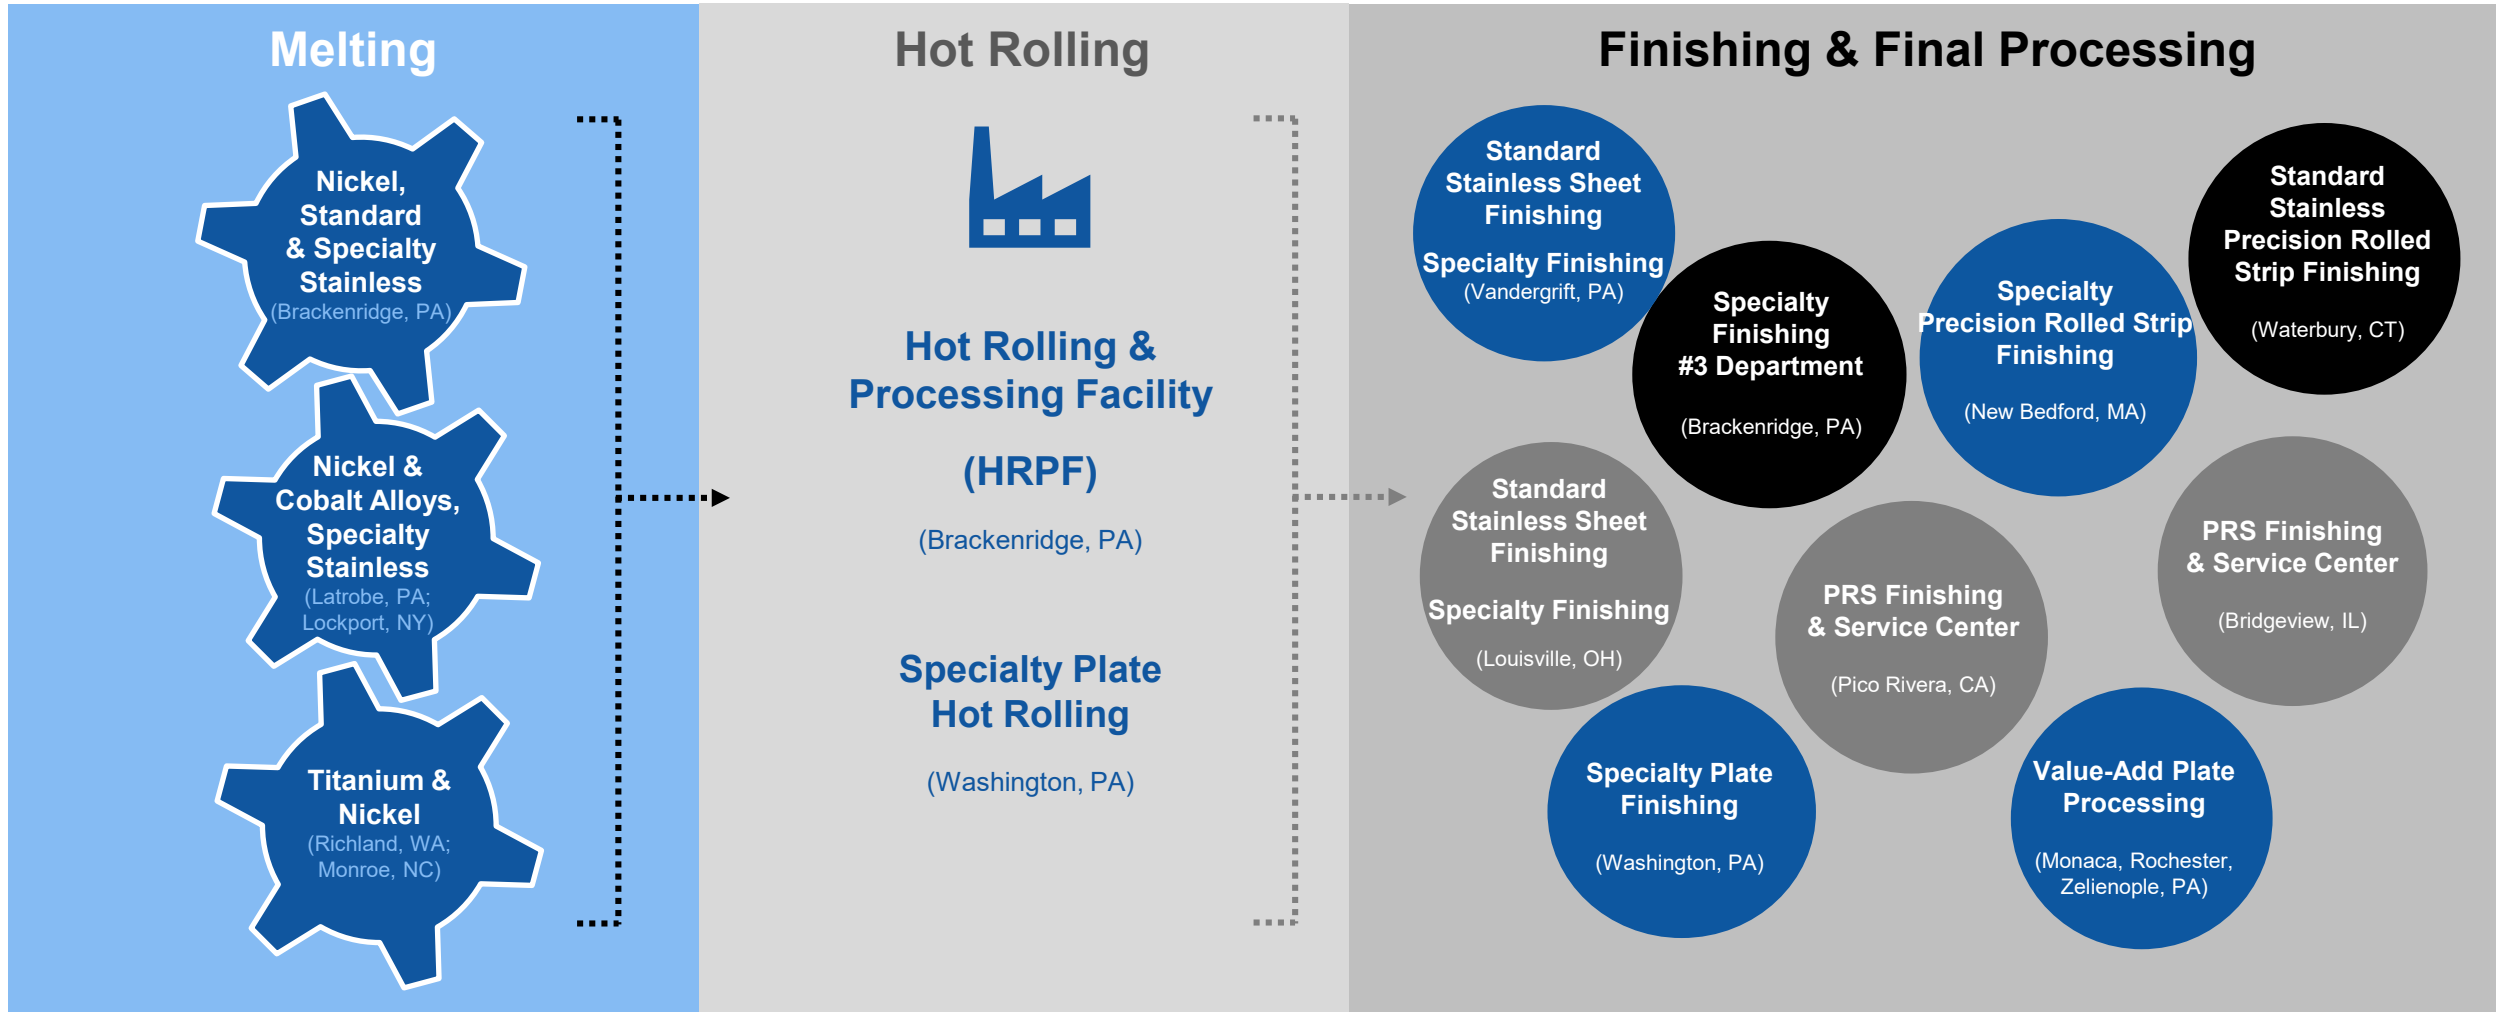 Melting
Nickel,
Standard
& Specialty
Stainless
(Brackenridge, PA)
Nickel &
Cobalt Alloys,
Specialty
Stainless
(Latrobe, PA;
Lockport, NY)
Titanium &
Nickel
(Richland, WA;
Monroe, NC)
Hot Rolling
Hot Rolling &
Processing Facility
(HRPF)
(Brackenridge, PA)
Specialty Plate
Hot Rolling
(Washington, PA)
Finishing & Final Processing
Standard
Stainless Sheet
Finishing
Specialty Finishing
(Vandergrift, PA)
Specialty
Finishing
#3 Department
(Brackenridge, PA)
Specialty
Precision Rolled Strip
Finishing
(New Bedford, MA)
Standard
Stainless
Precision Rolled
Strip Finishing
(Waterbury, CT)
Standard
Stainless Sheet
Finishing
Specialty Finishing
(Louisville, OH)
PRS Finishing
& Service Center
(Pico Rivera, CA)
PRS Finishing
& Service Center
(Bridgeview, IL)
Specialty Plate
Finishing
(Washington, PA)
Value-Add Plate
Processing
(Monaca, Rochester,
Zelienople, PA)